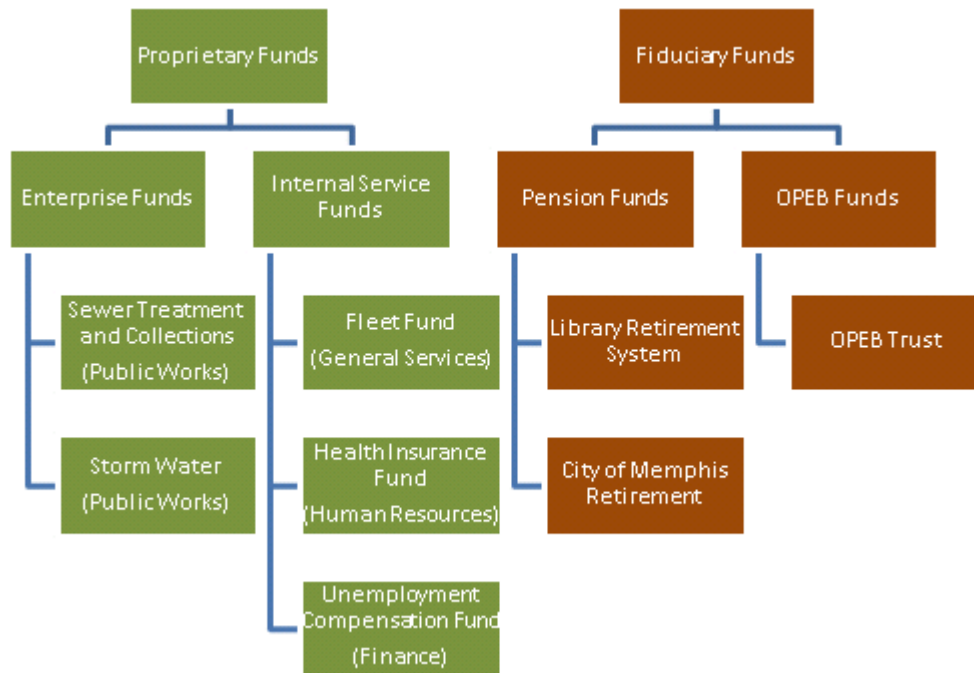 Proprietary Funds
Fiduciary Funds
Enterprise Funds
Internal Service
Funds
Pension Funds
OPEB Funds
Sewer Treatment
and Collections
(Public Works)
Fleet Fund
(General Services)
Library Retirement
System
OPEB Trust
Storm Water
(Public Works)
Health Insurance
Fund
(Human Resources)
City of Memphis
Retirement
Unemployment
Compensation Fund
(Finance)